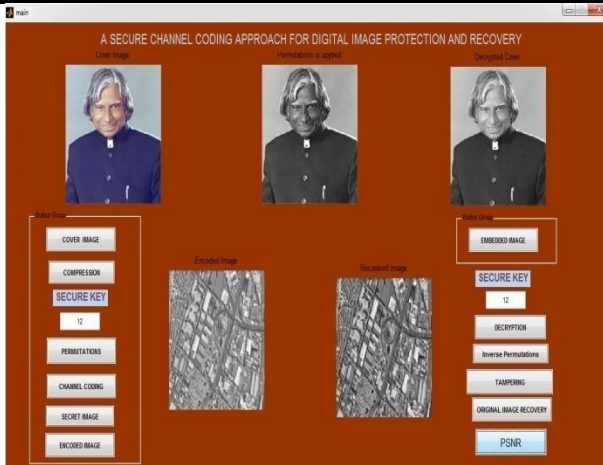 main
A SECURE CHANNEL CODING APPROACH FOR DIGITAL IMAGE PROTECTION AND RECOVERY
Cover Image
Permutations is applied
Decrypted Cover
Button Group
COVER IMAGE
COMPRESSION
SECURE KEY
12
PERMUTATIONS
CHANNEL CODING
SECRET IMAGE
ENCODED IMAGE
Encoded Image
Recovered Image
Button Group
EMBEDDED IMAGE
SECURE KEY
12
DECRYPTION
Inverse Permutations
TAMPERING
ORIGINAL IMAGE RECOVERY
PSNR